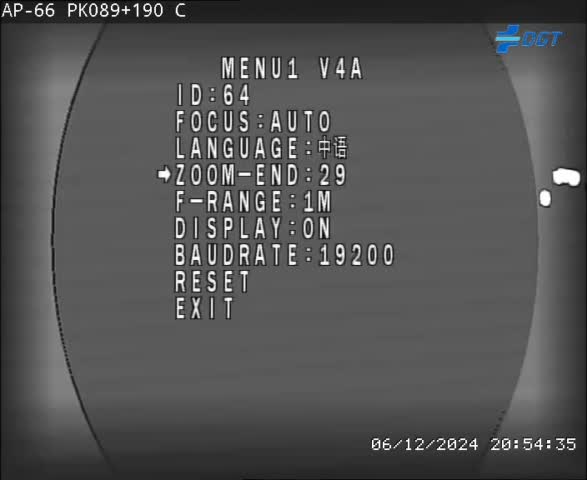 AP-66 PK089+190 C
DGT
MENU1 V4A
ID:64
FOCUS:AUTO
LANGUAGE:中语
ZOOM-END:29
F-RANGE:1M
DISPLAY:ON
BAUDRATE:19200
RESET
EXIT
06/12/2024 20:54:35